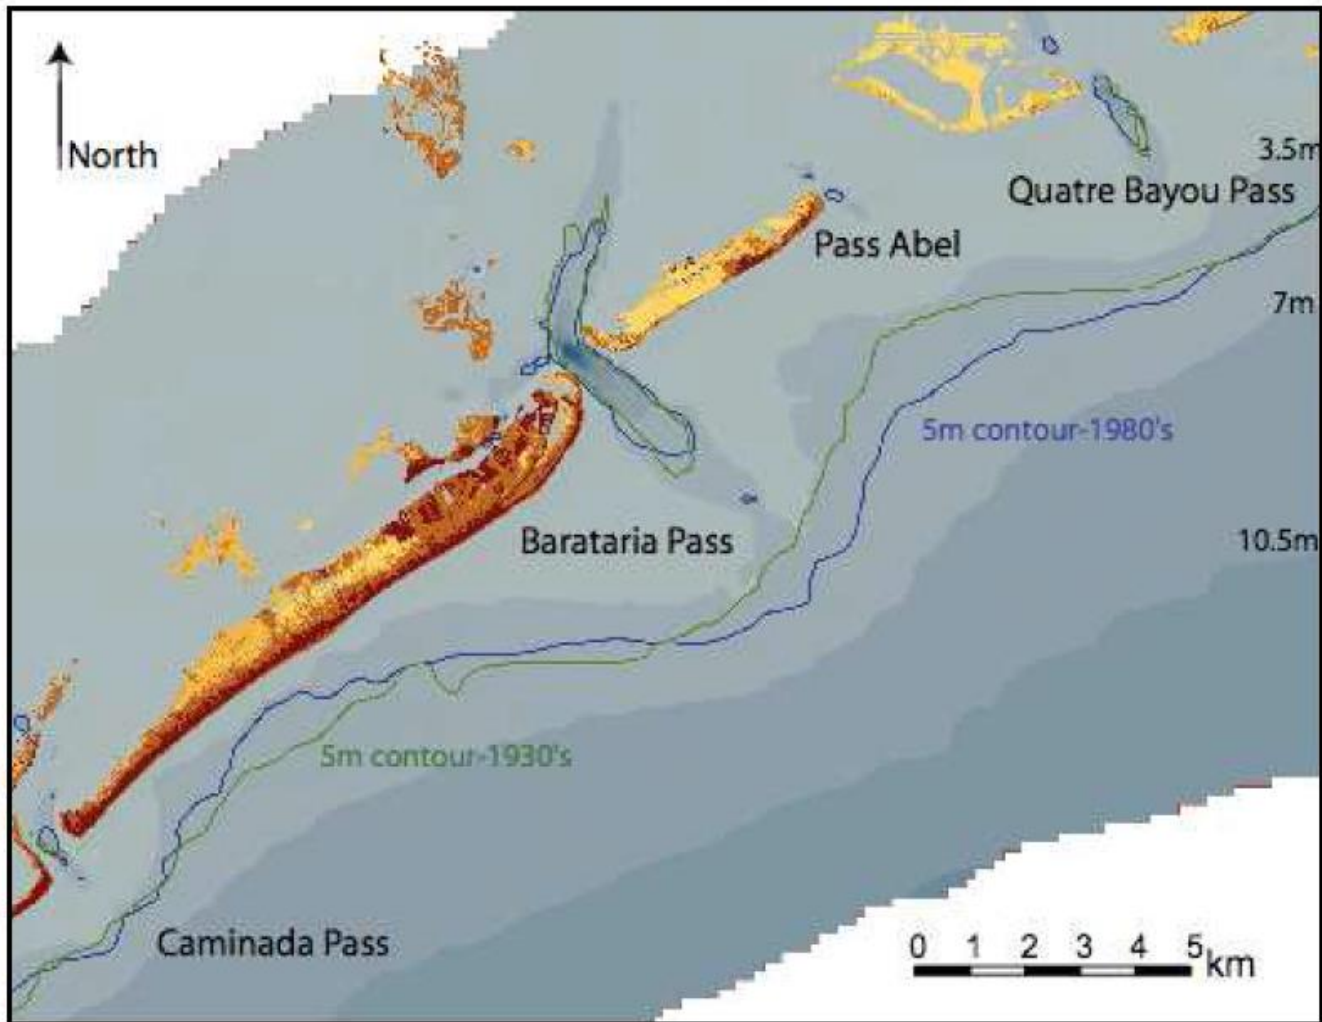 North
3.5m
Quatre Bayou Pass
Pass Abel
7m
5m contour-1980's
Barataria Pass
10.5m
5m contour-1930's
Caminada Pass
0 1 2 3 4 5 km